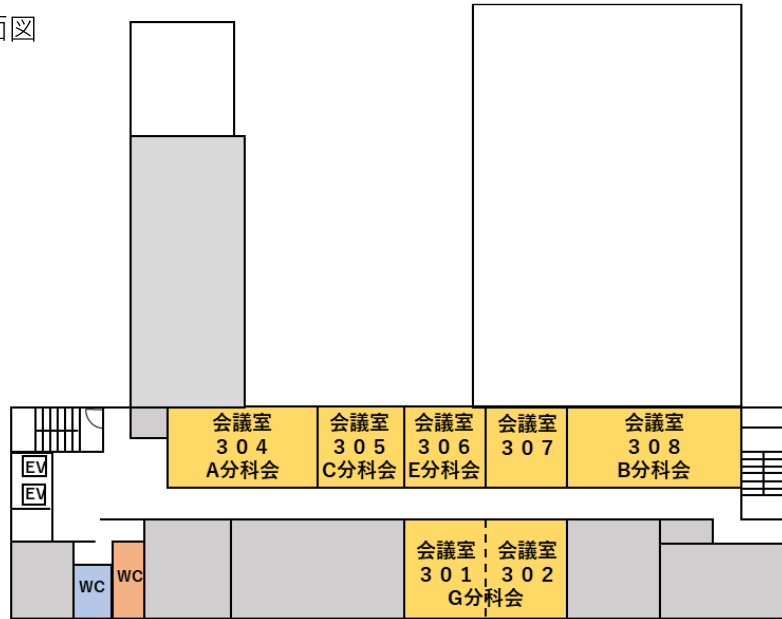 面図
会議室
３０４
A分科会
会議室
３０５
C分科会
会議室
３０６
E分科会
会議室
３０７
会議室
３０８
B分科会
EV
EV
会議室
３０１
会議室
３０２
G分科会
WC
WC